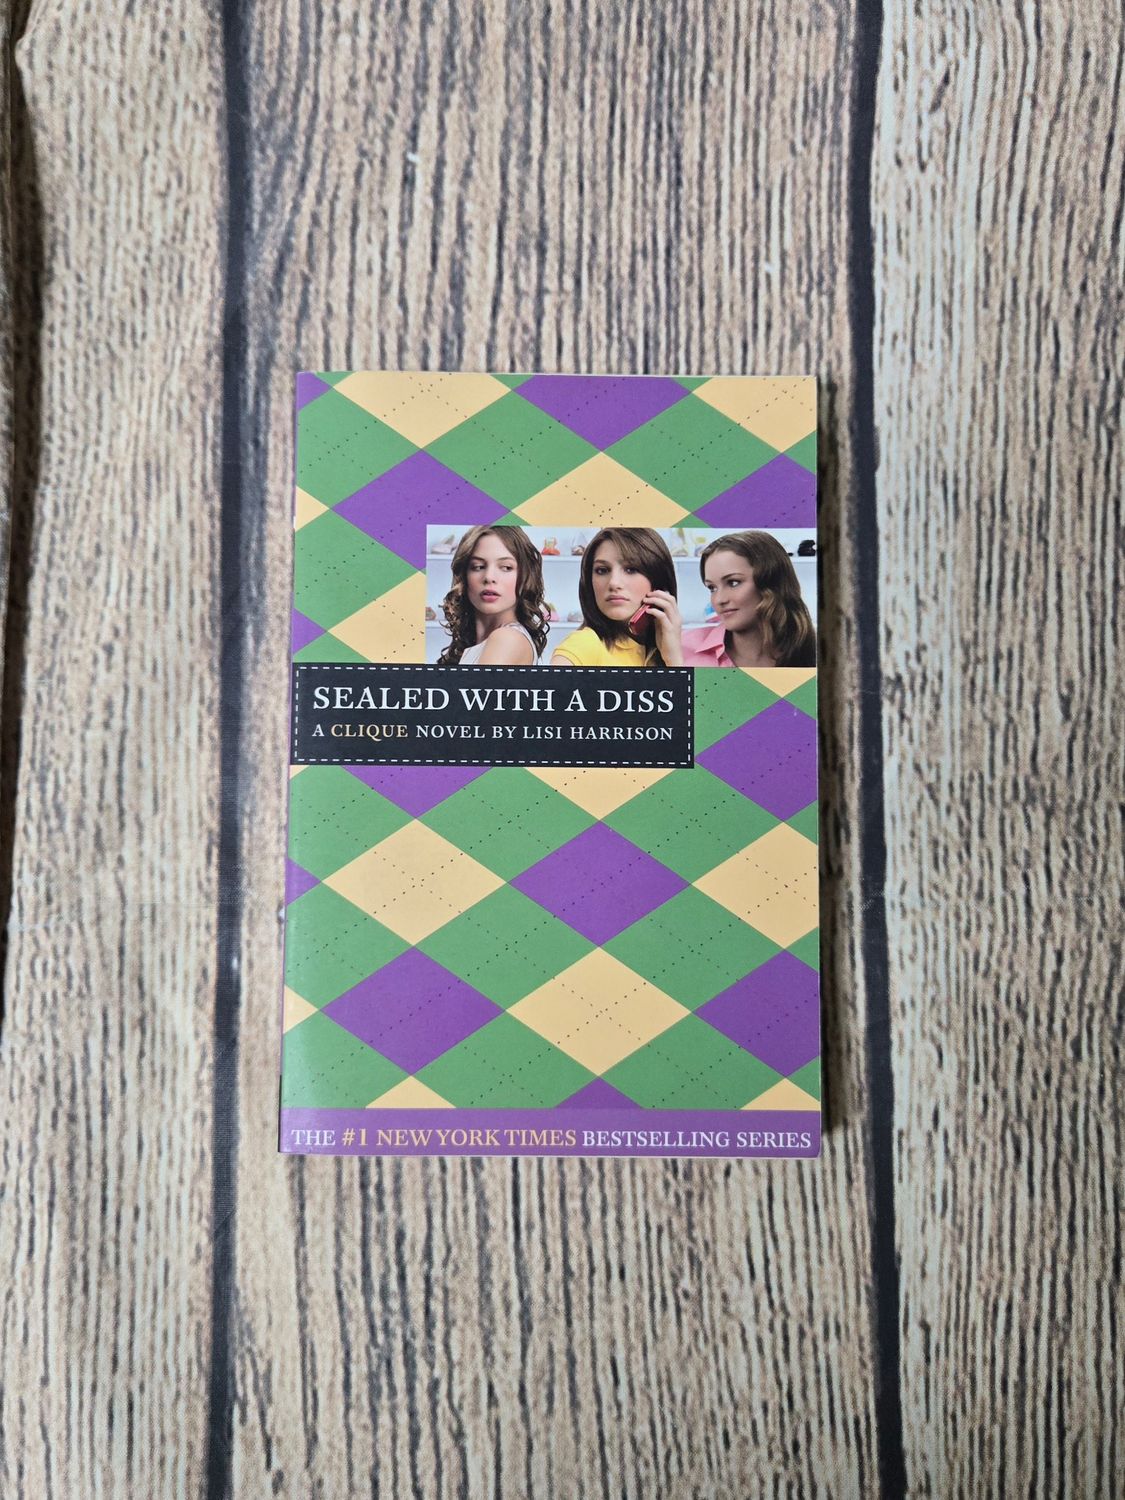 SEALED WITH A DISS
A CLIQUE NOVEL BY LISI HARRISON
THE #1 NEW YORK TIMES BESTSELLING SERIES